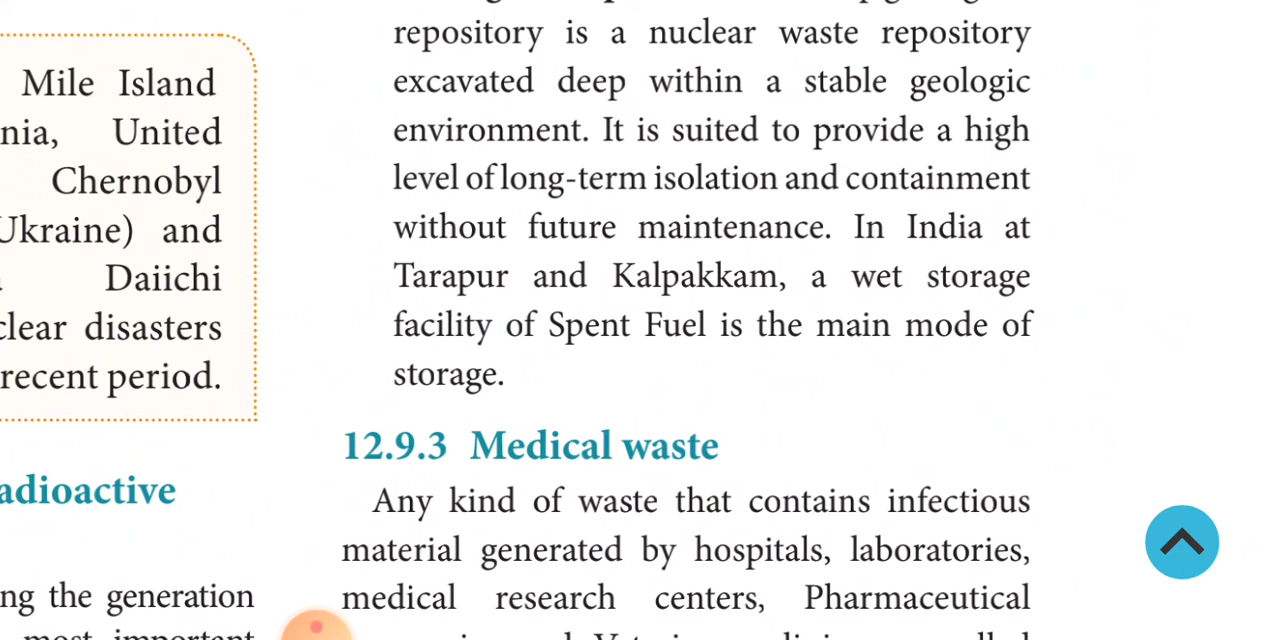 Mile Island
nia, United
Chernobyl
Ukraine) and
Daiichi
clear disasters
recent period.
adioactive
ng the generation
most important
repository is a nuclear waste repository
excavated deep within a stable geologic
environment. It is suited to provide a high
level of long-term isolation and containment
without future maintenance. In India at
Tarapur and Kalpakkam, a wet storage
facility of Spent Fuel is the main mode of
storage.
12.9.3 Medical waste
Any kind of waste that contains infectious
material generated by hospitals, laboratories,
medical research centers, Pharmaceutical